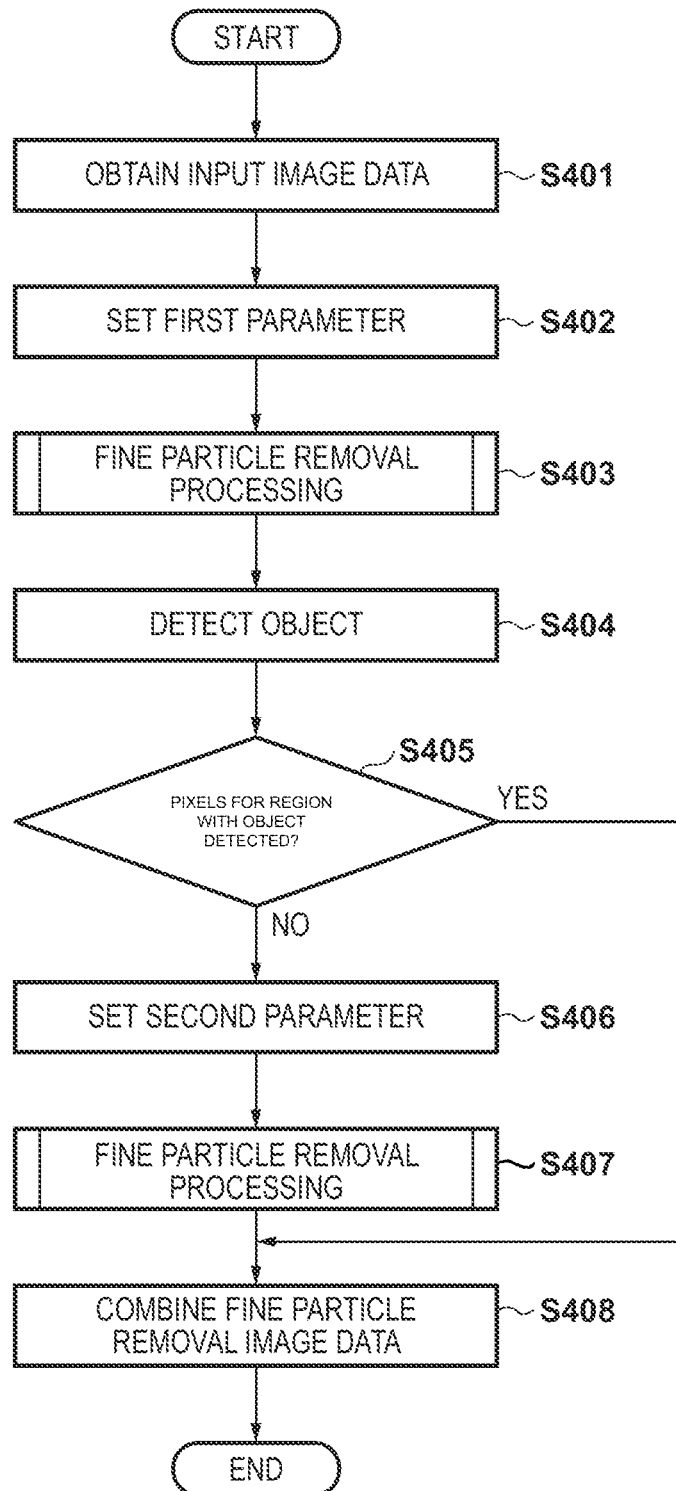 START
OBTAIN INPUT IMAGE DATA
S401
SET FIRST PARAMETER
S402
FINE PARTICLE REMOVAL
PROCESSING
S403
DETECT OBJECT
S404
S405
PIXELS FOR REGION
WITH OBJECT
DETECTED?
YES
NO
SET SECOND PARAMETER
S406
FINE PARTICLE REMOVAL
PROCESSING
S407
COMBINE FINE PARTICLE
REMOVAL IMAGE DATA
S408
END